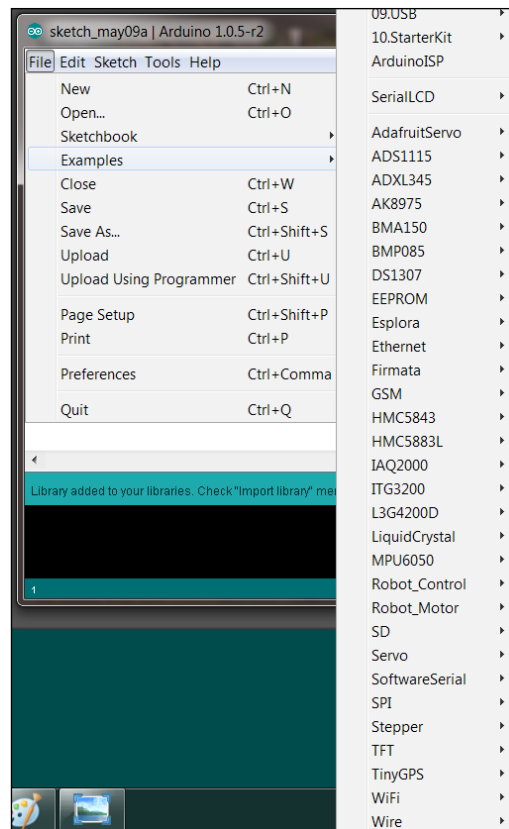 sketch_may09a | Arduino 1.0.5-r2
File Edit Sketch Tools Help
New Ctrl+N
Open... Ctrl+O
Sketchbook
Examples
Close Ctrl+W
Save Ctrl+S
Save As... Ctrl+Shift+S
Upload Ctrl+U
Upload Using Programmer Ctrl+Shift+U
Page Setup Ctrl+Shift+P
Print Ctrl+P
Preferences Ctrl+Comma
Quit Ctrl+Q
Library added to your libraries. Check "Import library" me
1
09.USB
10.StarterKit
ArduinoISP
SerialLCD
AdafruitServo
ADS1115
ADXL345
AK8975
BMA150
BMP085
DS1307
EEPROM
Esplora
Ethernet
Firmata
GSM
HMC5843
HMC5883L
IAQ2000
ITG3200
L3G4200D
LiquidCrystal
MPU6050
Robot_Control
Robot_Motor
SD
Servo
SoftwareSerial
SPI
Stepper
TFT
TinyGPS
WiFi
Wire